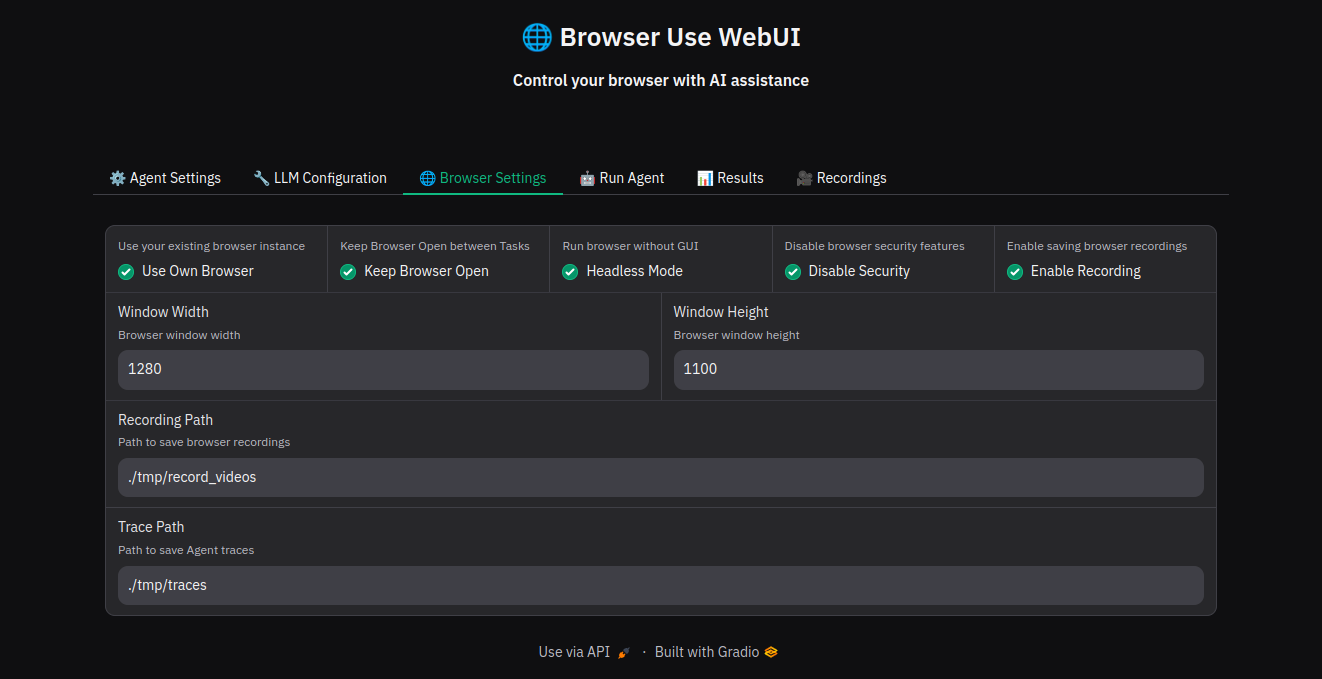 🌐 Browser Use WebUI
Control your browser with AI assistance
⚙️ Agent Settings
🔧 LLM Configuration
🌐 Browser Settings
🤖 Run Agent
📊 Results
🎥 Recordings
Use your existing browser instance
Use Own Browser
Keep Browser Open between Tasks
Keep Browser Open
Run browser without GUI
Headless Mode
Disable browser security features
Disable Security
Enable saving browser recordings
Enable Recording
Window Width
Browser window width
1280
Window Height
Browser window height
1100
Recording Path
Path to save browser recordings
./tmp/record_videos
Trace Path
Path to save Agent traces
./tmp/traces
Use via API 🚀 · Built with Gradio